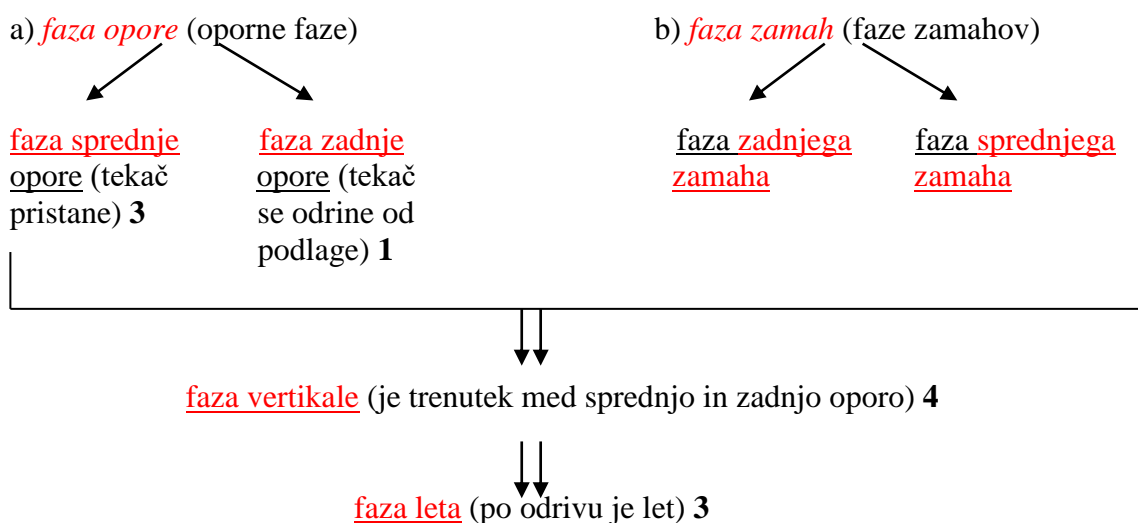 a) faza opore (oporne faze)
b) faza zamah (faze zamahov)
faza sprednje
opore (tekač
pristane) 3
faza zadnje
opore (tekač
se odrine od
podlage) 1
faza zadnjega
zamaha
faza sprednjega
zamaha
faza vertikale (je trenutek med sprednjo in zadnjo oporo) 4
faza leta (po odrivu je let) 3